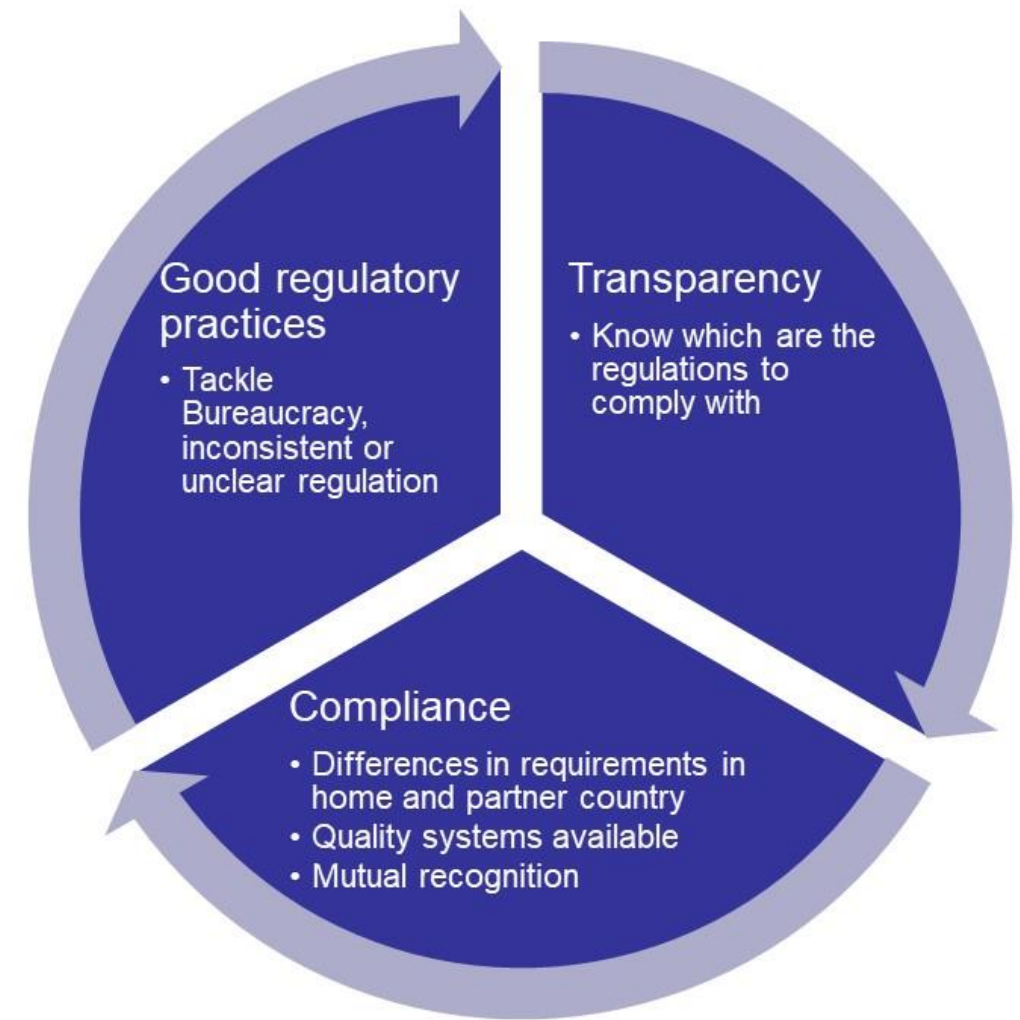 Good regulatory
practices
• Tackle
Bureaucracy,
inconsistent or
unclear regulation
Transparency
• Know which are the
regulations to
comply with
Compliance
• Differences in requirements in
home and partner country
• Quality systems available
• Mutual recognition